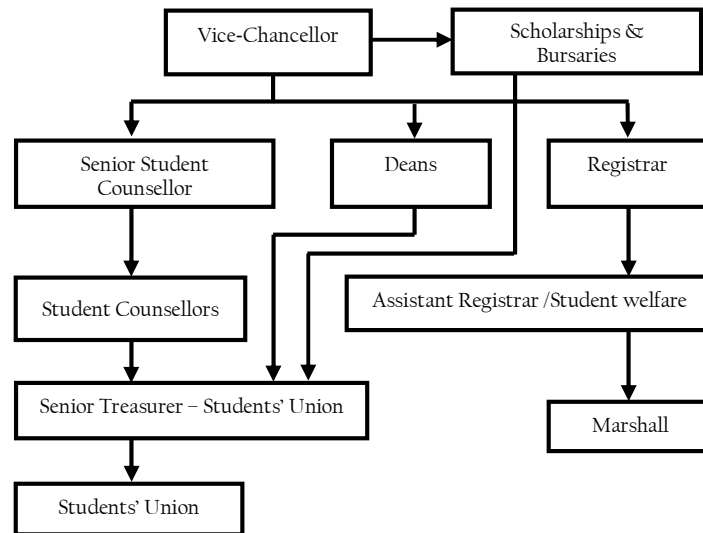 Vice-Chancellor
Scholarships &
Bursaries
Senior Student
Counsellor
Deans
Registrar
Student Counsellors
Assistant Registrar /Student welfare
Senior Treasurer – Students’ Union
Marshall
Students’ Union